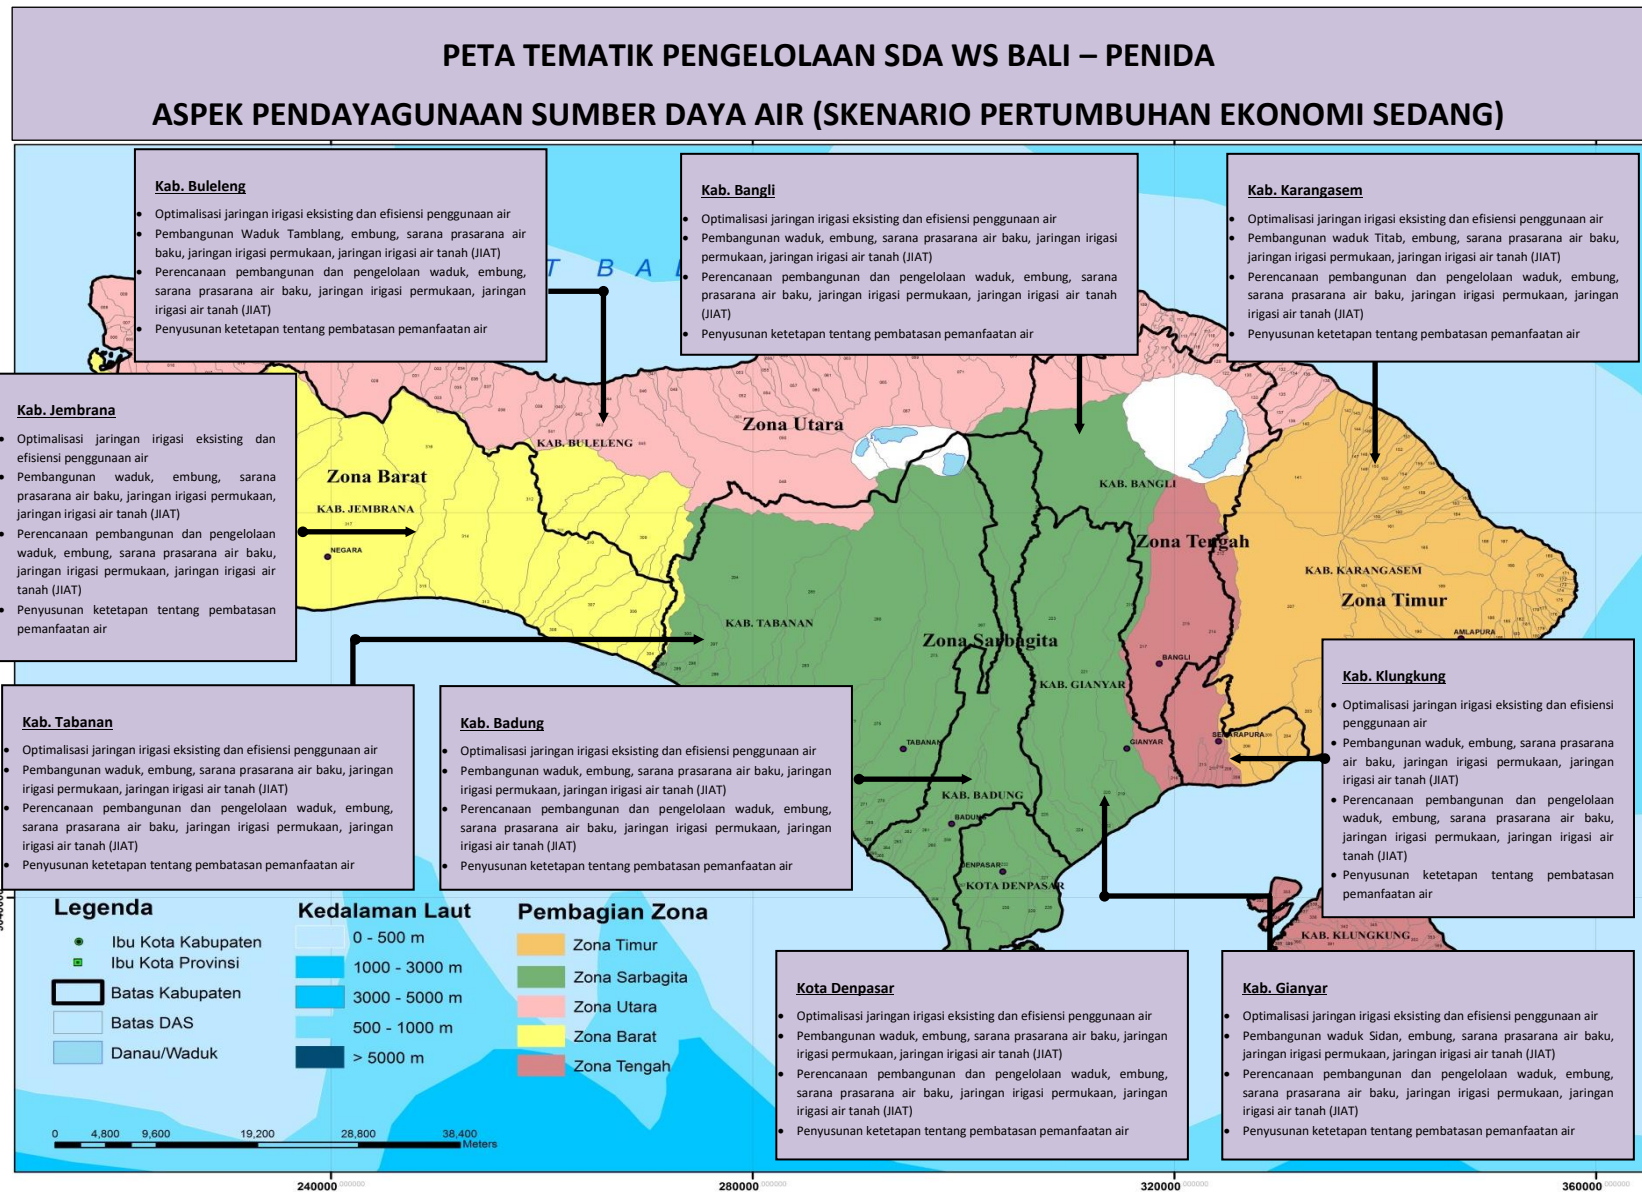 PETA TEMATIK PENGELOLAAN SDA WS BALI – PENIDA
ASPEK PENDAYAGUNAAN SUMBER DAYA AIR (SKENARIO PERTUMBUHAN EKONOMI SEDANG)
Kab. Buleleng
• Optimalisasi jaringan irigasi eksisting dan efisiensi penggunaan air
• Pembangunan Waduk Tamblang, embung, sarana prasarana air
baku, jaringan irigasi permukaan, jaringan irigasi air tanah (JIAT)
• Perencanaan pembangunan dan pengelolaan waduk, embung,
sarana prasarana air baku, jaringan irigasi permukaan, jaringan
irigasi air tanah (JIAT)
• Penyusunan ketetapan tentang pembatasan pemanfaatan air
Kab. Bangli
• Optimalisasi jaringan irigasi eksisting dan efisiensi penggunaan air
• Pembangunan waduk, embung, sarana prasarana air baku, jaringan irigasi
permukaan, jaringan irigasi air tanah (JIAT)
• Perencanaan pembangunan dan pengelolaan waduk, embung, sarana
prasarana air baku, jaringan irigasi permukaan, jaringan irigasi air tanah
(JIAT)
• Penyusunan ketetapan tentang pembatasan pemanfaatan air
Kab. Karangasem
• Optimalisasi jaringan irigasi eksisting dan efisiensi penggunaan air
• Pembangunan waduk Titab, embung, sarana prasarana air baku,
jaringan irigasi permukaan, jaringan irigasi air tanah (JIAT)
• Perencanaan pembangunan dan pengelolaan waduk, embung,
sarana prasarana air baku, jaringan irigasi permukaan, jaringan
irigasi air tanah (JIAT)
• Penyusunan ketetapan tentang pembatasan pemanfaatan air
T B A
Kab. Jembrana
• Optimalisasi jaringan irigasi eksisting dan
efisiensi penggunaan air
• Pembangunan waduk, embung, sarana
prasarana air baku, jaringan irigasi permukaan,
jaringan irigasi air tanah (JIAT)
• Perencanaan pembangunan dan pengelolaan
waduk, embung, sarana prasarana air baku,
jaringan irigasi permukaan, jaringan irigasi air
tanah (JIAT)
• Penyusunan ketetapan tentang pembatasan
pemanfaatan air
Zona Utara
KAB. BULELENG
Zona Barat
KAB. JEMBRANA
NEGARA
KAB. BANGLI
Zona Tengah
KAB. KARANGASEM
Zona Timur
AMLAPURA
KAB. TABANAN
Zona Sarbagita
BANGLI
KAB. GIANYAR
TABANAN
GIANYAR
SEMARAPURA
KAB. BADUNG
BADUNG
DENPASAR
KOTA DENPASAR
KAB. KLUNGKUNG
Kab. Klungkung
• Optimalisasi jaringan irigasi eksisting dan efisiensi
penggunaan air
• Pembangunan waduk, embung, sarana prasarana
air baku, jaringan irigasi permukaan, jaringan
irigasi air tanah (JIAT)
• Perencanaan pembangunan dan pengelolaan
waduk, embung, sarana prasarana air baku,
jaringan irigasi permukaan, jaringan irigasi air
tanah (JIAT)
• Penyusunan ketetapan tentang pembatasan
pemanfaatan air
Kab. Tabanan
• Optimalisasi jaringan irigasi eksisting dan efisiensi penggunaan air
• Pembangunan waduk, embung, sarana prasarana air baku, jaringan
irigasi permukaan, jaringan irigasi air tanah (JIAT)
• Perencanaan pembangunan dan pengelolaan waduk, embung,
sarana prasarana air baku, jaringan irigasi permukaan, jaringan
irigasi air tanah (JIAT)
• Penyusunan ketetapan tentang pembatasan pemanfaatan air
Kab. Badung
• Optimalisasi jaringan irigasi eksisting dan efisiensi penggunaan air
• Pembangunan waduk, embung, sarana prasarana air baku, jaringan
irigasi permukaan, jaringan irigasi air tanah (JIAT)
• Perencanaan pembangunan dan pengelolaan waduk, embung,
sarana prasarana air baku, jaringan irigasi permukaan, jaringan
irigasi air tanah (JIAT)
• Penyusunan ketetapan tentang pembatasan pemanfaatan air
Legenda
Ibu Kota Kabupaten
Ibu Kota Provinsi
Batas Kabupaten
Batas DAS
Danau/Waduk
Kedalaman Laut
0 - 500 m
1000 - 3000 m
3000 - 5000 m
500 - 1000 m
> 5000 m
Pembagian Zona
Zona Timur
Zona Sarbagita
Zona Utara
Zona Barat
Zona Tengah
0 4,800 9,600 19,200 28,800 38,400
Meters
Kota Denpasar
• Optimalisasi jaringan irigasi eksisting dan efisiensi penggunaan air
• Pembangunan waduk, embung, sarana prasarana air baku, jaringan
irigasi permukaan, jaringan irigasi air tanah (JIAT)
• Perencanaan pembangunan dan pengelolaan waduk, embung,
sarana prasarana air baku, jaringan irigasi permukaan, jaringan
irigasi air tanah (JIAT)
• Penyusunan ketetapan tentang pembatasan pemanfaatan air
Kab. Gianyar
• Optimalisasi jaringan irigasi eksisting dan efisiensi penggunaan air
• Pembangunan waduk Sidan, embung, sarana prasarana air baku,
jaringan irigasi permukaan, jaringan irigasi air tanah (JIAT)
• Perencanaan pembangunan dan pengelolaan waduk, embung,
sarana prasarana air baku, jaringan irigasi permukaan, jaringan
irigasi air tanah (JIAT)
• Penyusunan ketetapan tentang pembatasan pemanfaatan air
240000.000000 280000.000000 320000.000000 360000.000000